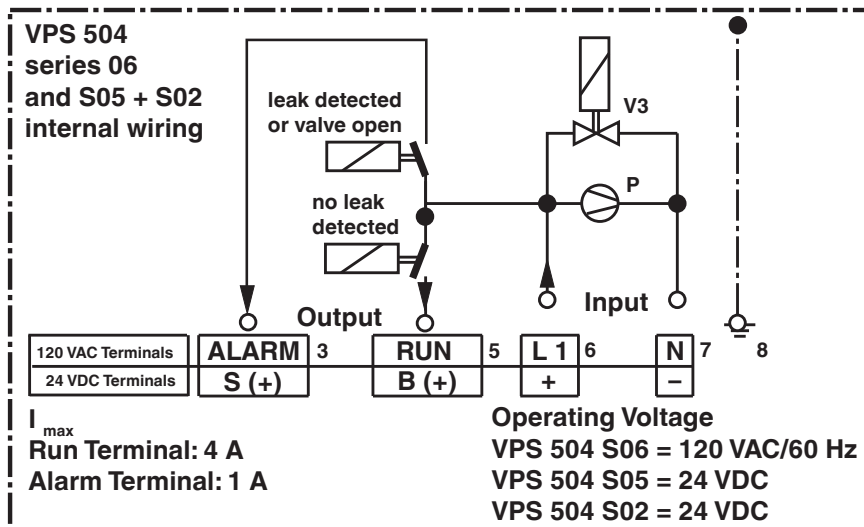 VPS 504
series 06
and S05 + S02
internal wiring
leak detected
or valve open
no leak
detected
V3
P
Output
Input
120 VAC Terminals
24 VDC Terminals
ALARM 3
S (+)
RUN 5
B (+)
L 1 6
+
N 7
–
8
I max
Run Terminal: 4 A
Alarm Terminal: 1 A
Operating Voltage
VPS 504 S06 = 120 VAC/60 Hz
VPS 504 S05 = 24 VDC
VPS 504 S02 = 24 VDC